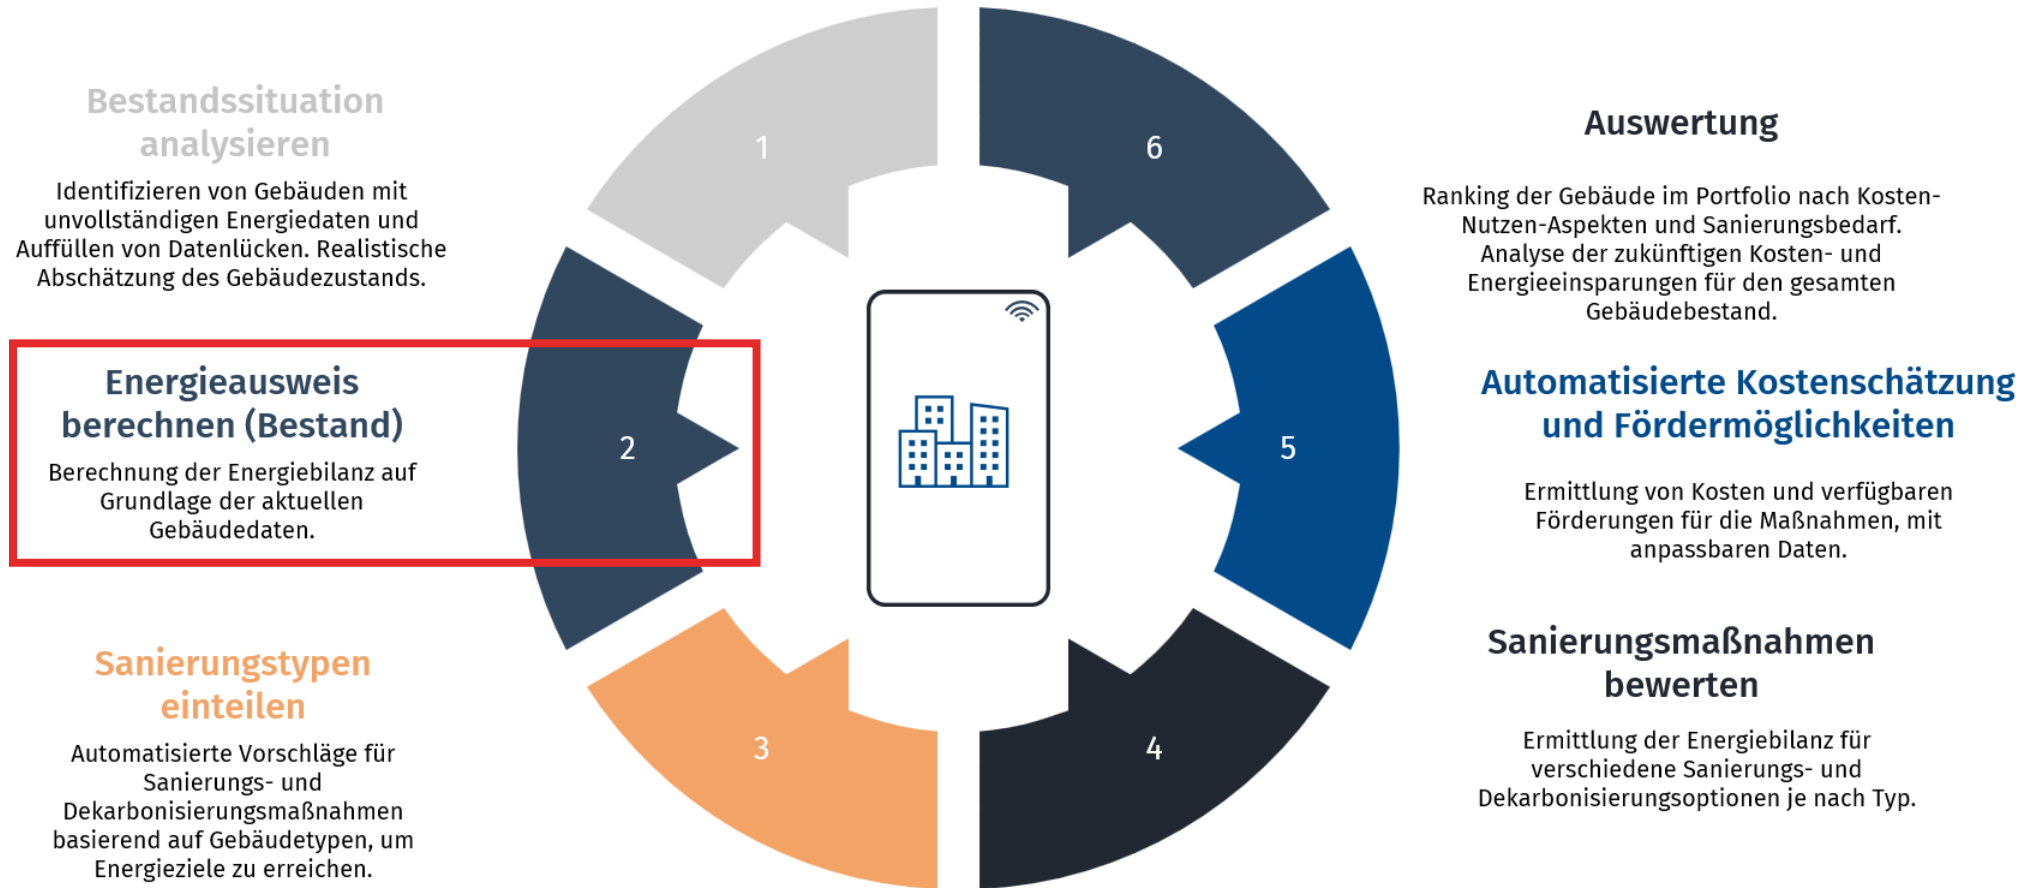 Bestandssituation
analysieren
Identifizieren von Gebäuden mit
unvollständigen Energiedaten und
Auffüllen von Datenlücken. Realistische
Abschätzung des Gebäudezustands.
1
Energieausweis
berechnen (Bestand)
Berechnung der Energiebilanz auf
Grundlage der aktuellen
Gebäudedaten.
2
Sanierungstypen
einteilen
Automatisierte Vorschläge für
Sanierungs- und
Dekarbonisierungsmaßnahmen
basierend auf Gebäudetypen, um
Energieziele zu erreichen.
3
4
Sanierungsmaßnahmen
bewerten
Ermittlung der Energiebilanz für
verschiedene Sanierungs- und
Dekarbonisierungsoptionen je nach Typ.
5
Automatisierte Kostenschätzung
und Fördermöglichkeiten
Ermittlung von Kosten und verfügbaren
Förderungen für die Maßnahmen, mit
anpassbaren Daten.
6
Auswertung
Ranking der Gebäude im Portfolio nach Kosten-
Nutzen-Aspekten und Sanierungsbedarf.
Analyse der zukünftigen Kosten- und
Energieeinsparungen für den gesamten
Gebäudebestand.